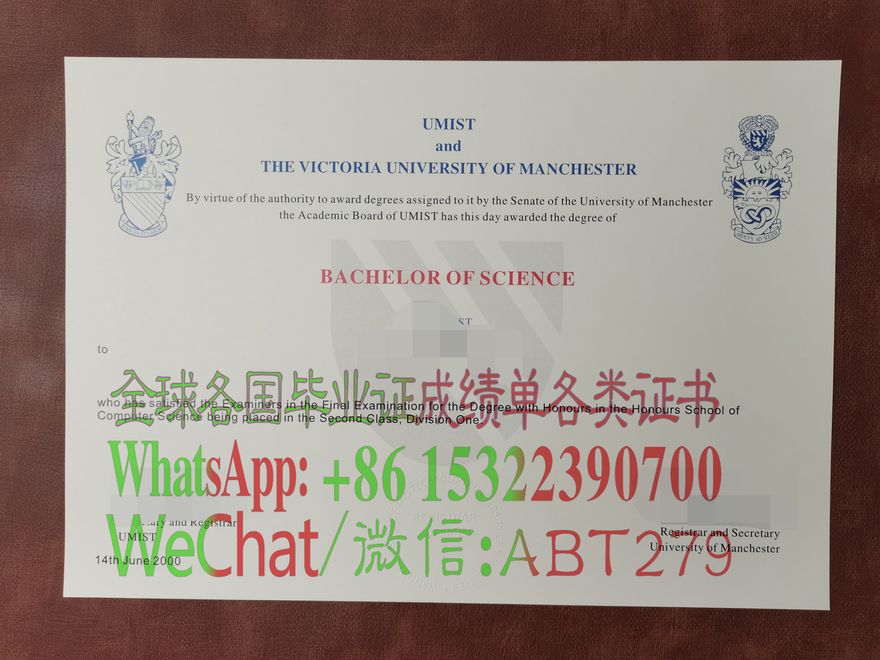 UMIST
and
THE VICTORIA UNIVERSITY OF MANCHESTER
By virtue of the authority to award degrees assigned to it by the Senate of the University of Manchester
the Academic Board of UMIST has this day awarded the degree of
BACHELOR OF SCIENCE
ST
to
全球各国毕业证成绩单各类证书
who has satisfied the Examiners in the Final Examination for the Degree with Honours in the Honours School of
Computer Science being placed in the Second Class, Division One.
WhatsApp: +86 15322390700
REGISTRAR
and Registrar
UMIST
Registrar and Secretary
University of Manchester
WeChat/微信:ABT279
14th June 2000